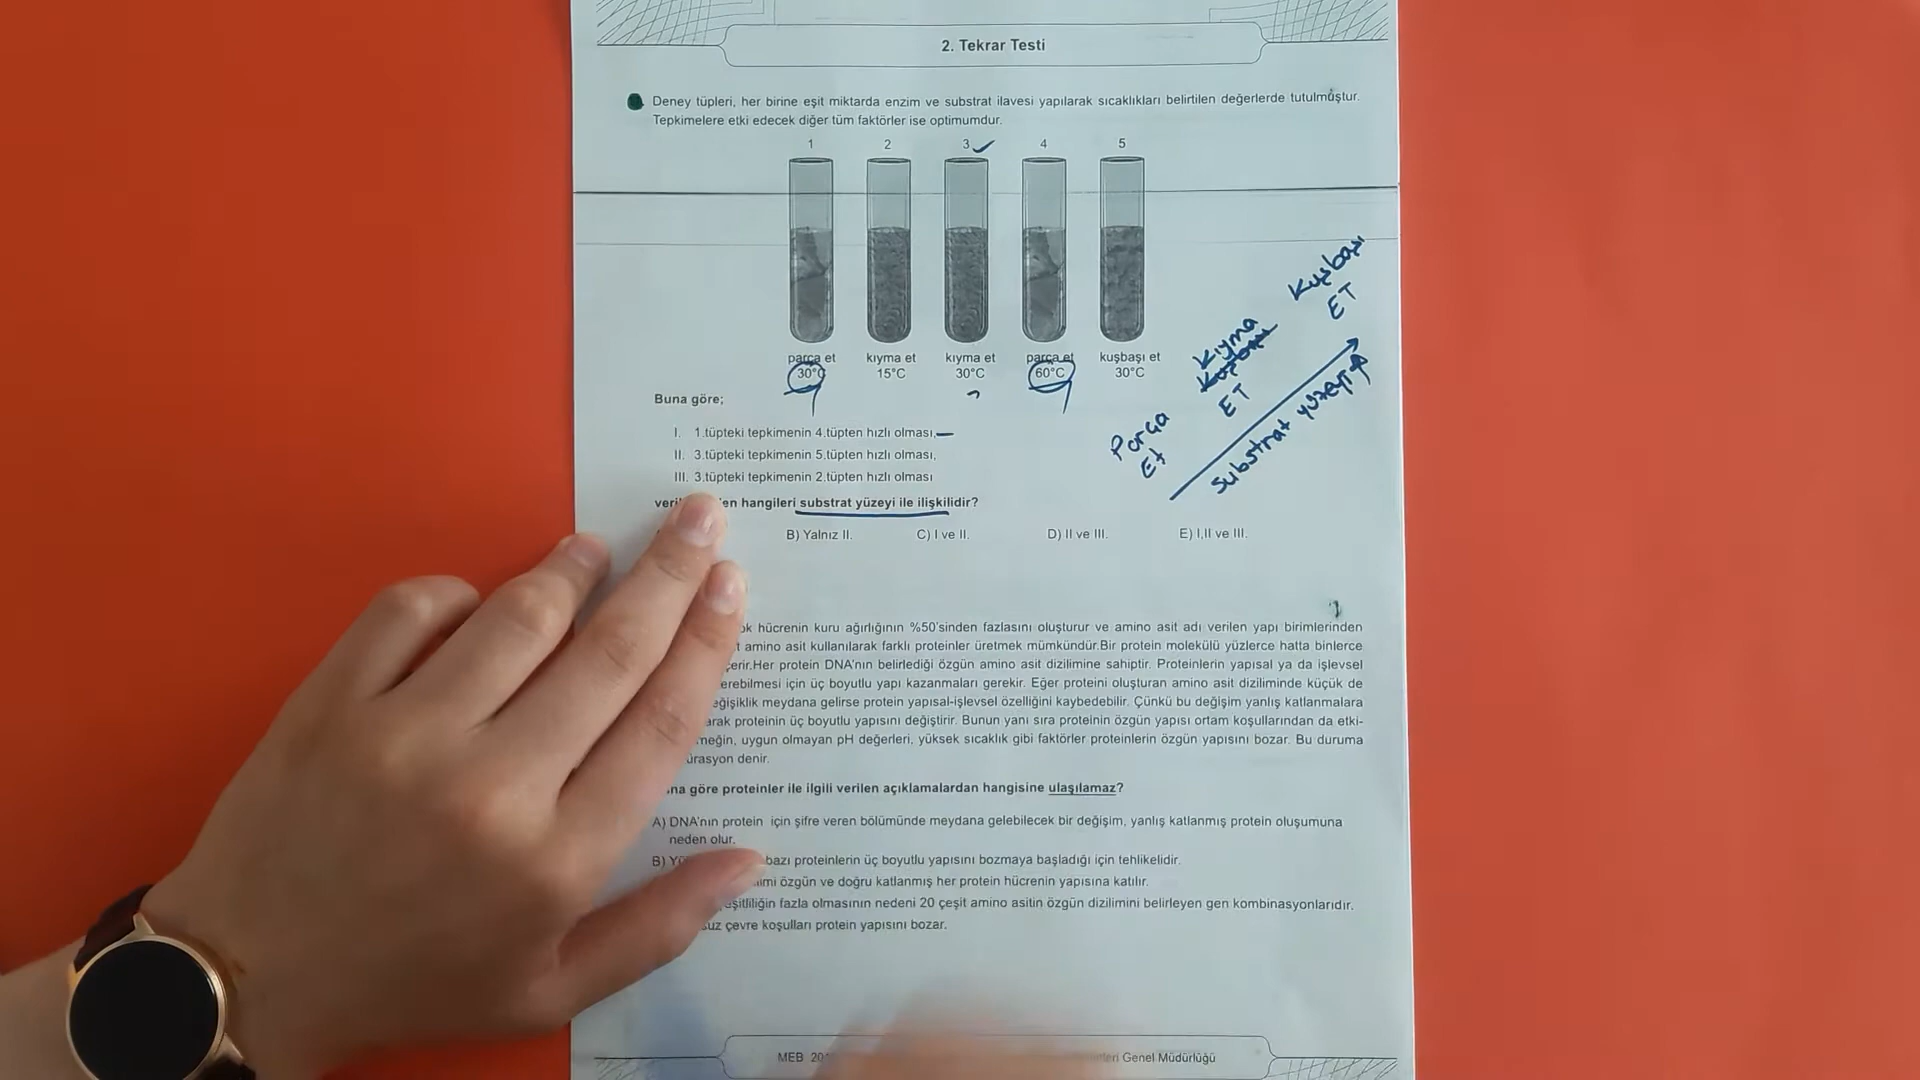 2. Tekrar Testi
Deney tüpleri, her birine eşit miktarda enzim ve substrat ilavesi yapılarak sıcaklıkları belirtilen değerlerde tutulmuştur.
Tepkimelere etki edecek diğer tüm faktörler ise optimumdur.
1 2 3 4 5
parça et kıyma et kıyma et parça et kuşbaşı et
30°C 15°C 30°C 60°C 30°C
Parça Et
Kıyma ET
Kuşbaşı ET
substrat yüzeyi
Buna göre;
I. 1.tüpteki tepkimenin 4.tüpten hızlı olması,
II. 3.tüpteki tepkimenin 5.tüpten hızlı olması,
III. 3.tüpteki tepkimenin 2.tüpten hızlı olması
hangileri substrat yüzeyi ile ilişkilidir?
B) Yalnız II. C) I ve II. D) II ve III. E) I,II ve III.
hücrenin kuru ağırlığının %50'sinden fazlasını oluşturur ve amino asit adı verilen yapı birimlerinden
amino asit kullanılarak farklı proteinler üretmek mümkündür.Bir protein molekülü yüzlerce hatta binlerce
Her protein DNA'nın belirlediği özgün amino asit dizilimine sahiptir. Proteinlerin yapısal ya da işlevsel
için üç boyutlu yapı kazanmaları gerekir. Eğer proteini oluşturan amino asit diziliminde küçük de
meydana gelirse protein yapısal-işlevsel özelliğini kaybedebilir. Çünkü bu değişim yanlış katlanmalara
proteinin üç boyutlu yapısını değiştirir. Bunun yanı sıra proteinin özgün yapısı ortam koşullarından da etki-
uygun olmayan pH değerleri, yüksek sıcaklık gibi faktörler proteinlerin özgün yapısını bozar. Bu duruma
denir.
göre proteinler ile ilgili verilen açıklamalardan hangisine ulaşılamaz?
A) DNA'nın protein için şifre veren bölümünde meydana gelebilecek bir değişim, yanlış katlanmış protein oluşumuna
neden olur.
B) bazı proteinlerin üç boyutlu yapısını bozmaya başladığı için tehlikelidir.
özgün ve doğru katlanmış her protein hücrenin yapısına katılır.
fazla olmasının nedeni 20 çeşit amino asitin özgün dizilimini belirleyen gen kombinasyonlarıdır.
çevre koşulları protein yapısını bozar.
MEB Genel Müdürlüğü